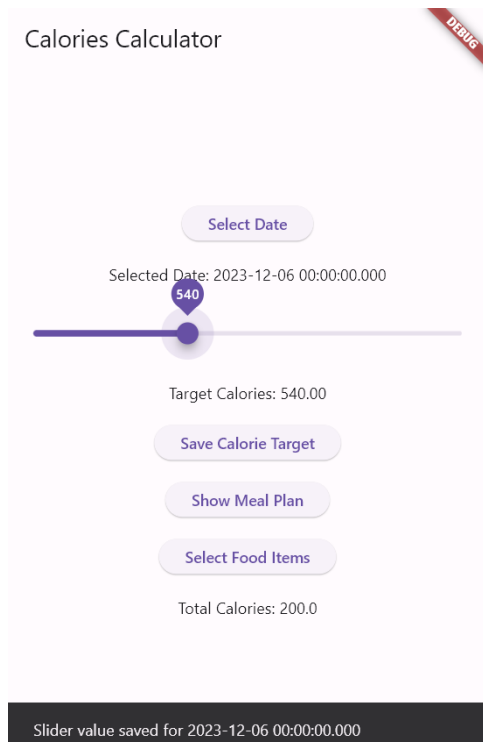 Calories Calculator
DEBUG
Select Date
Selected Date: 2023-12-06 00:00:00.000
540
Target Calories: 540.00
Save Calorie Target
Show Meal Plan
Select Food Items
Total Calories: 200.0
Slider value saved for 2023-12-06 00:00:00.000